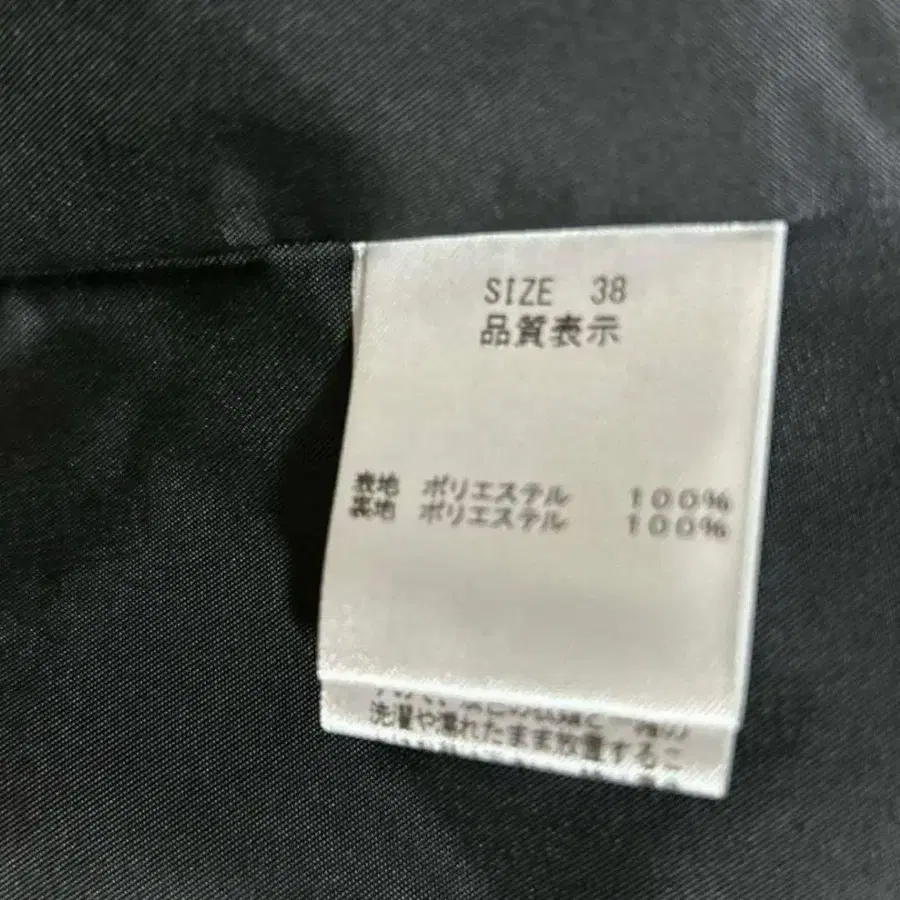 SIZE 38
品質表示
表地 ポリエステル 100%
裏地 ポリエステル 100%
洗濯や濡れたまま放置するこ